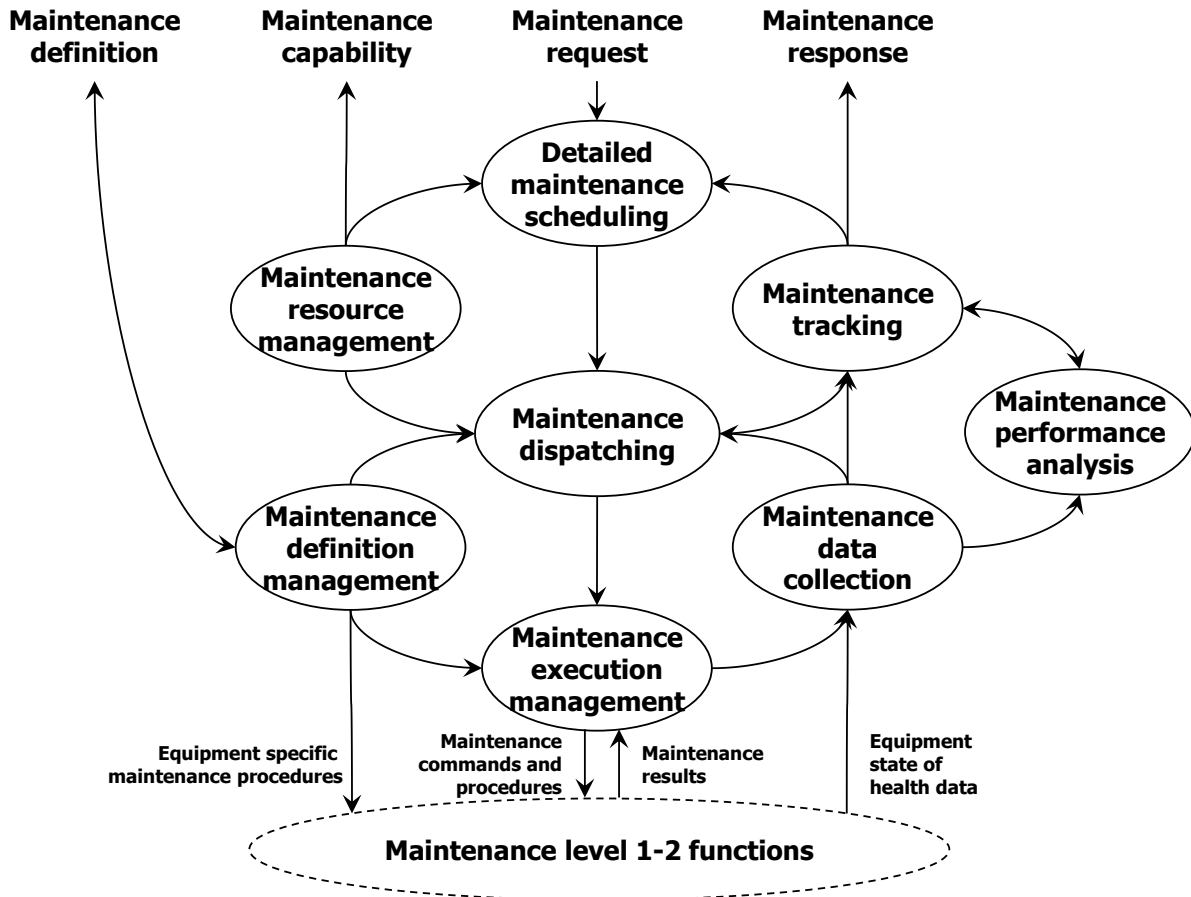 Maintenance
definition
Maintenance
capability
Maintenance
request
Maintenance
response
Detailed
maintenance
scheduling
Maintenance
resource
management
Maintenance
tracking
Maintenance
dispatching
Maintenance
performance
analysis
Maintenance
definition
management
Maintenance
data
collection
Maintenance
execution
management
Equipment specific
maintenance procedures
Maintenance
commands and
procedures
Maintenance
results
Equipment
state of
health data
Maintenance level 1-2 functions